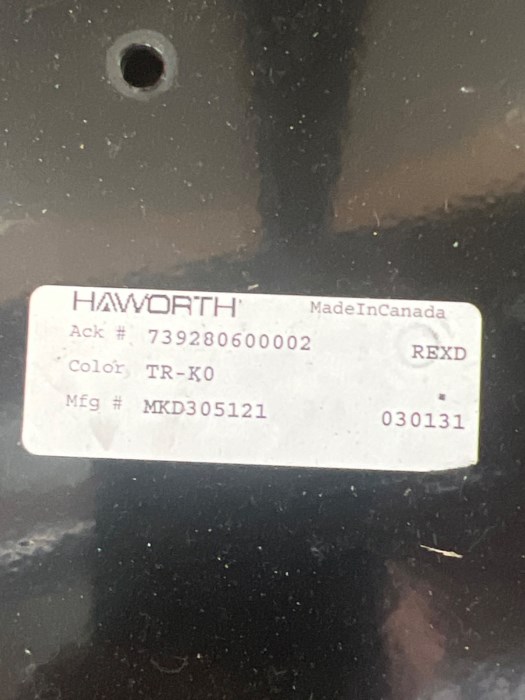 HAWORTH MadeInCanada
Ack # 739280600002 REXD
Color TR-K0
Mfg # MKD305121 030131